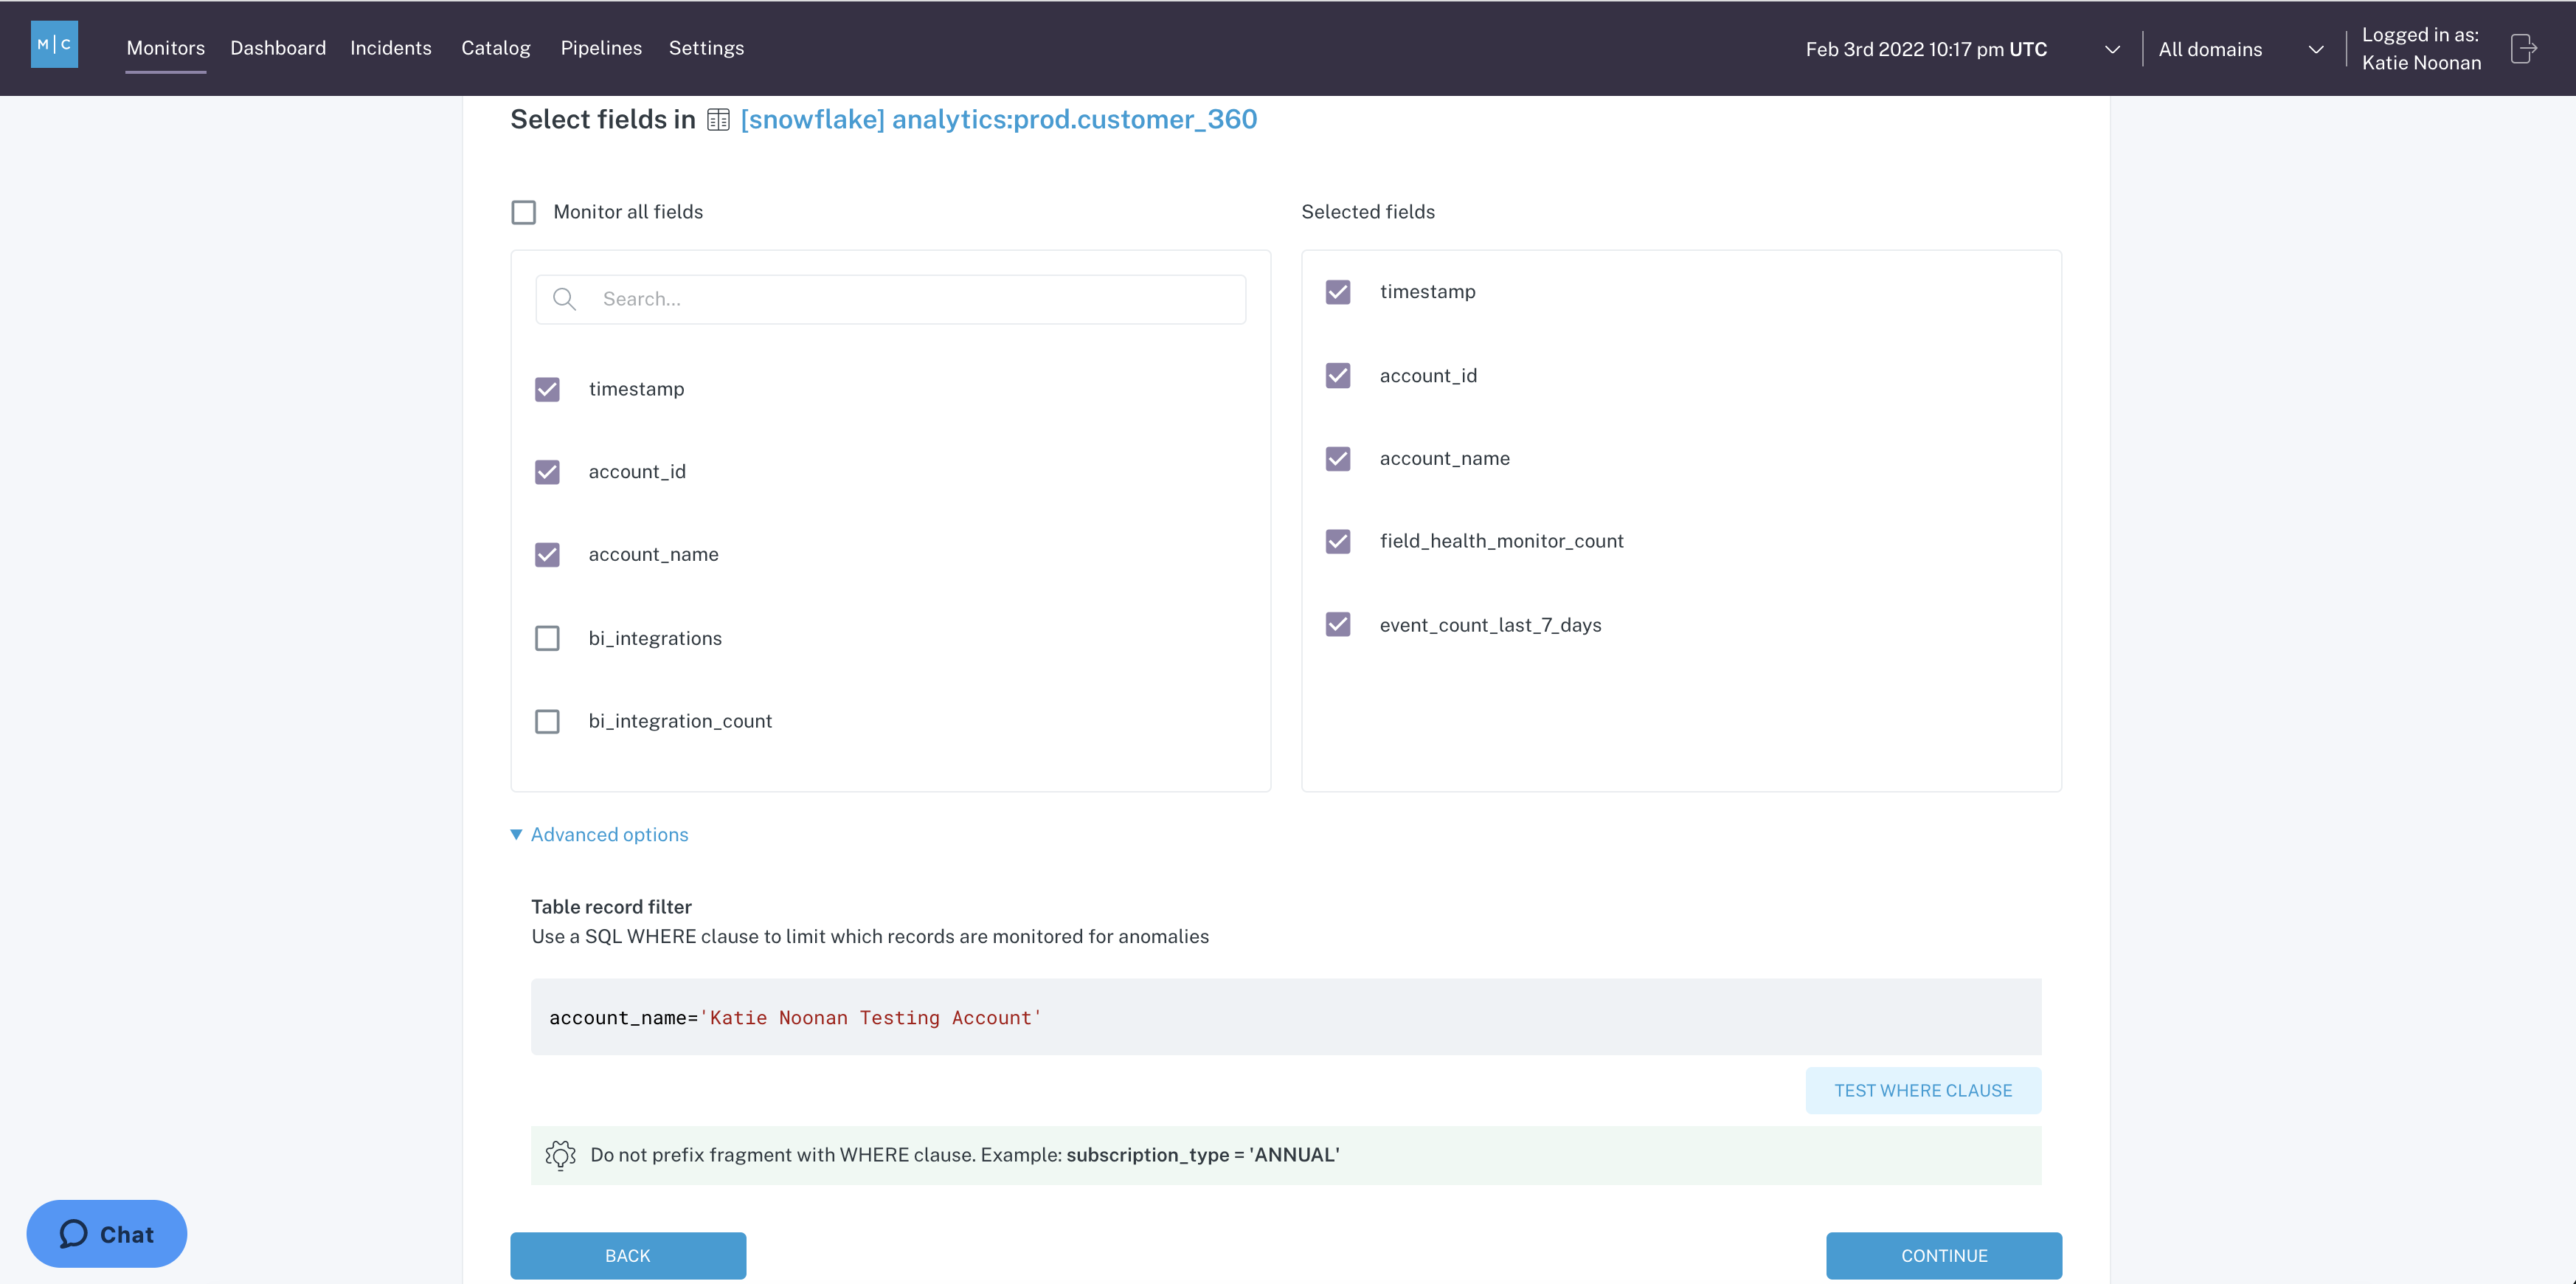 M|C
Monitors Dashboard Incidents Catalog Pipelines Settings
Feb 3rd 2022 10:17 pm UTC
All domains
Logged in as:
Katie Noonan
Select fields in [snowflake] analytics:prod.customer_360
Monitor all fields
Search...
timestamp
account_id
account_name
bi_integrations
bi_integration_count
Selected fields
timestamp
account_id
account_name
field_health_monitor_count
event_count_last_7_days
Advanced options
Table record filter
Use a SQL WHERE clause to limit which records are monitored for anomalies
account_name='Katie Noonan Testing Account'
TEST WHERE CLAUSE
Do not prefix fragment with WHERE clause. Example: subscription_type = 'ANNUAL'
Chat
BACK
CONTINUE